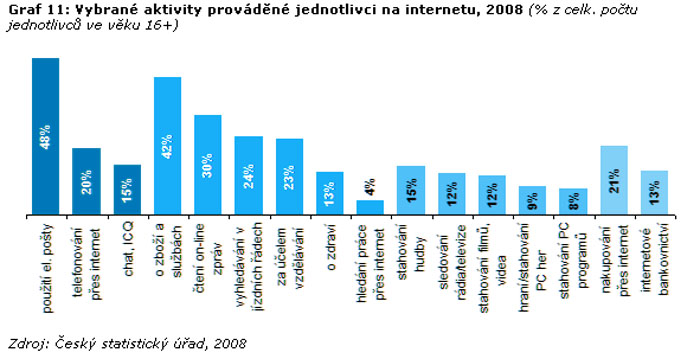 Graf 11: Vybrané aktivity prováděné jednotlivci na internetu, 2008 (% z celk. počtu
jednotlivců ve věku 16+)
48%
20%
15%
42%
30%
24%
23%
13%
4%
15%
12%
12%
9%
8%
21%
13%
použití el. pošty
telefonování
přes internet
chat, ICQ
o zboží a
službách
čtení on-line
zpráv
vyhledávání v
jízdních řádech
za účelem
vzdělávání
o zdraví
hledání práce
přes internet
stahování
hudby
sledování
rádia/televize
stahování filmů,
videa
hraní/stahování
PC her
stahování PC
programů
nakupování
přes internet
internetové
bankovnictví
Zdroj: Český statistický úřad, 2008